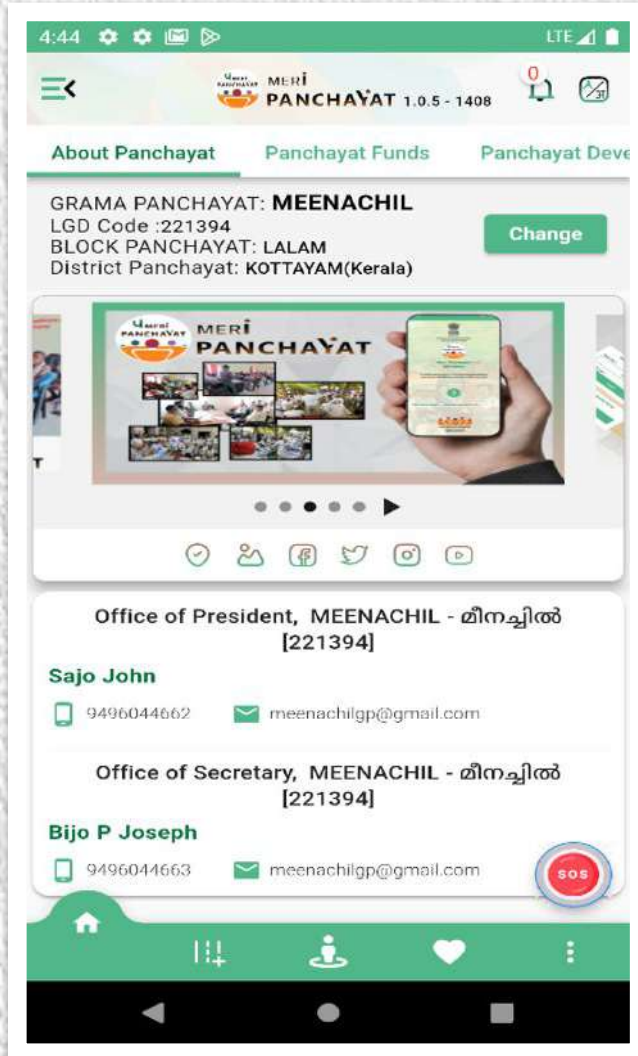 4:44
LTE
MERI
PANCHAYAT 1.0.5 - 1408
0
About Panchayat Panchayat Funds Panchayat Deve
GRAMA PANCHAYAT: MEENACHIL
LGD Code :221394
BLOCK PANCHAYAT: LALAM
District Panchayat: KOTTAYAM(Kerala)
Change
MERI
PANCHAYAT
T
Office of President, MEENACHIL - മീനച്ചിൽ
[221394]
Sajo John
9496044662 meenachilgp@gmail.com
Office of Secretary, MEENACHIL - മീനച്ചിൽ
[221394]
Bijo P Joseph
9496044663 meenachilgp@gmail.com
SOS